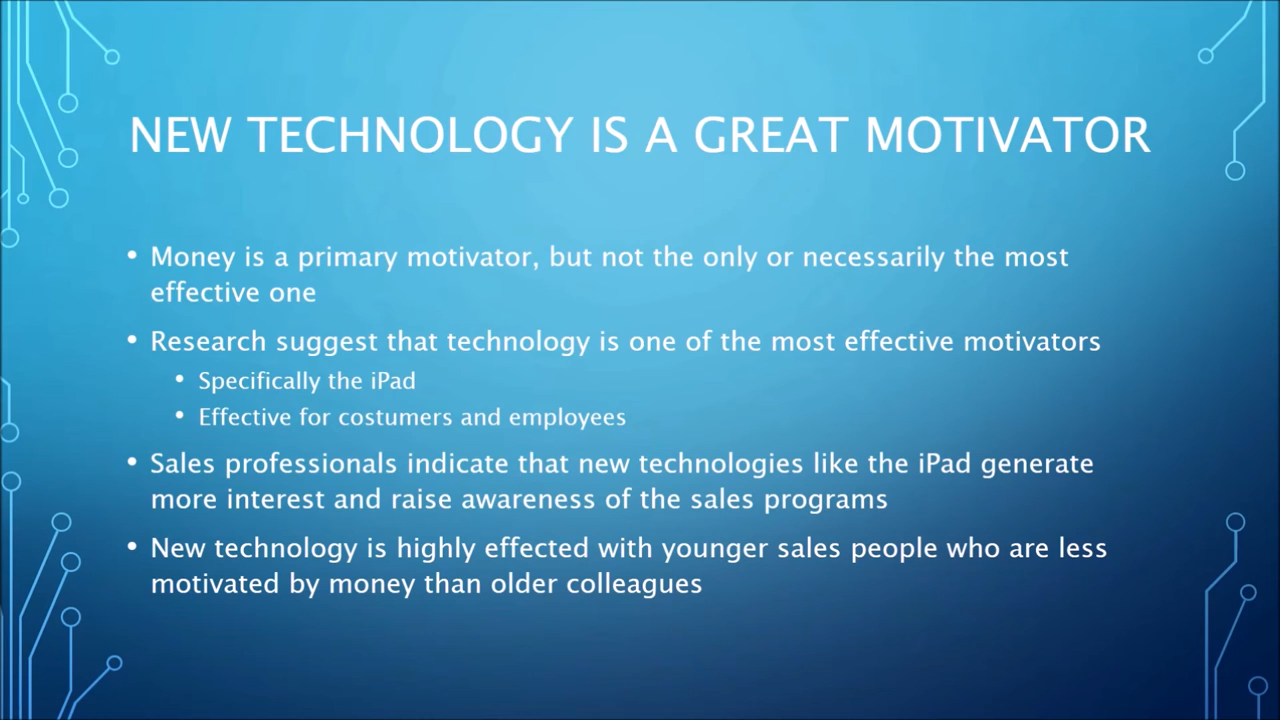 NEW TECHNOLOGY IS A GREAT MOTIVATOR
• Money is a primary motivator, but not the only or necessarily the most
effective one
• Research suggest that technology is one of the most effective motivators
• Specifically the iPad
• Effective for costumers and employees
• Sales professionals indicate that new technologies like the iPad generate
more interest and raise awareness of the sales programs
• New technology is highly effected with younger sales people who are less
motivated by money than older colleagues